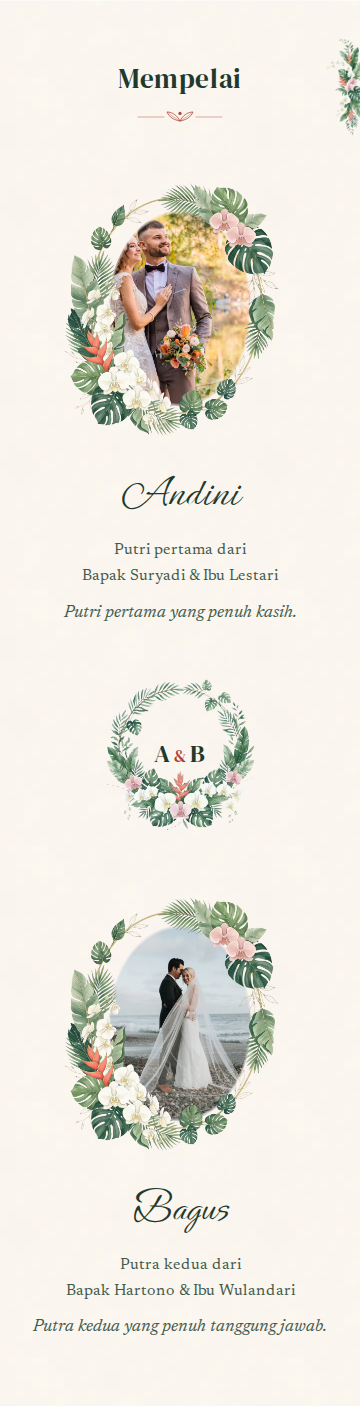 Mempelai
Andini
Putri pertama dari
Bapak Suryadi & Ibu Lestari
Putri pertama yang penuh kasih.
A & B
Bagus
Putra kedua dari
Bapak Hartono & Ibu Wulandari
Putra kedua yang penuh tanggung jawab.